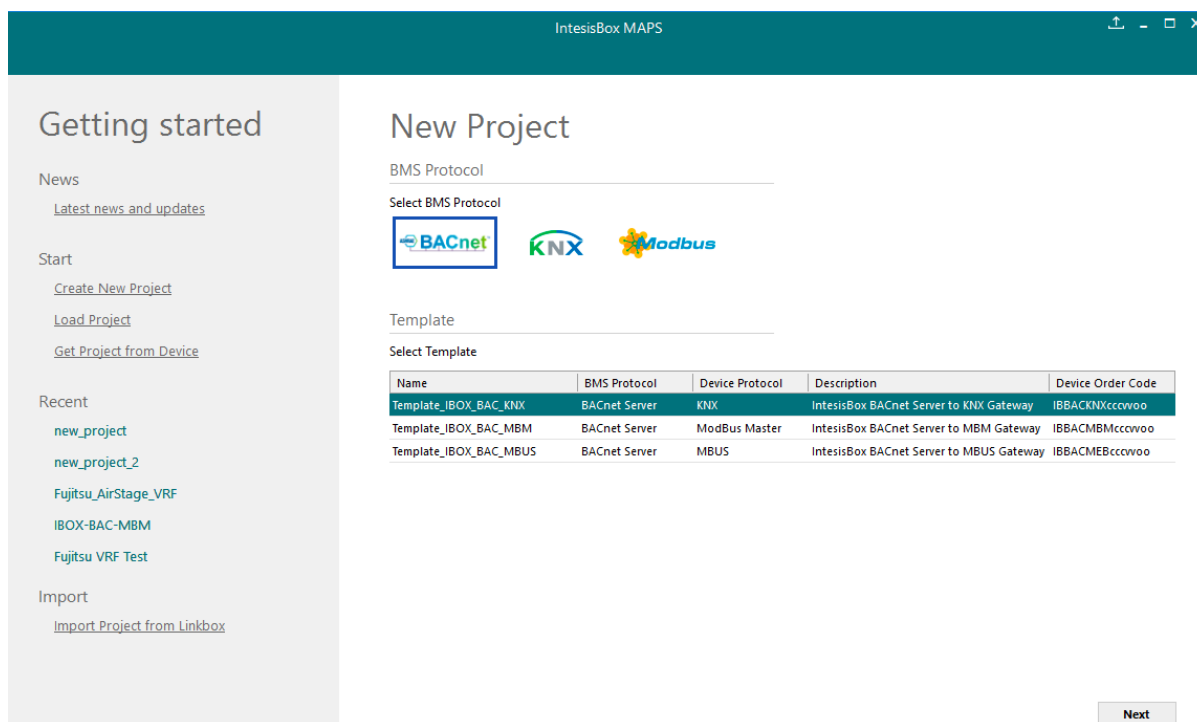 IntesisBox MAPS
Getting started
News
Latest news and updates
Start
Create New Project
Load Project
Get Project from Device
Recent
new_project
new_project_2
Fujitsu_AirStage_VRF
IBOX-BAC-MBM
Fujitsu VRF Test
Import
Import Project from Linkbox
New Project
BMS Protocol
Select BMS Protocol
BACnet KNX Modbus
Template
Select Template
Name BMS Protocol Device Protocol Description Device Order Code
Template_IBOX_BAC_KNX BACnet Server KNX IntesisBox BACnet Server to KNX Gateway IBBACKNXcccvvoo
Template_IBOX_BAC_MBM BACnet Server ModBus Master IntesisBox BACnet Server to MBM Gateway IBBACMBMcccvvoo
Template_IBOX_BAC_MBUS BACnet Server MBUS IntesisBox BACnet Server to MBUS Gateway IBBACMEBcccvvoo
Next